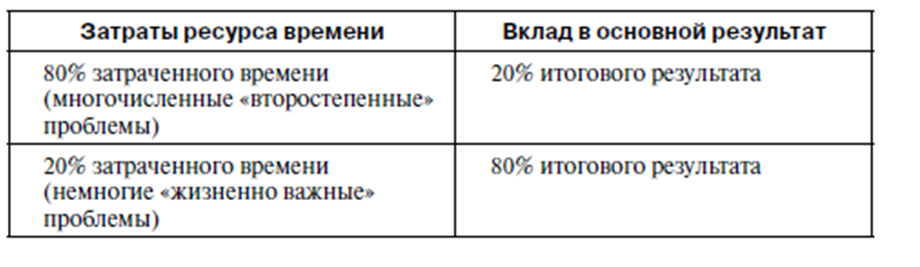 Затраты ресурса времени
Вклад в основной результат
80% затраченного времени
(многочисленные «второстепенные»
проблемы)
20% итогового результата
20% затраченного времени
(немногие «жизненно важные»
проблемы)
80% итогового результата